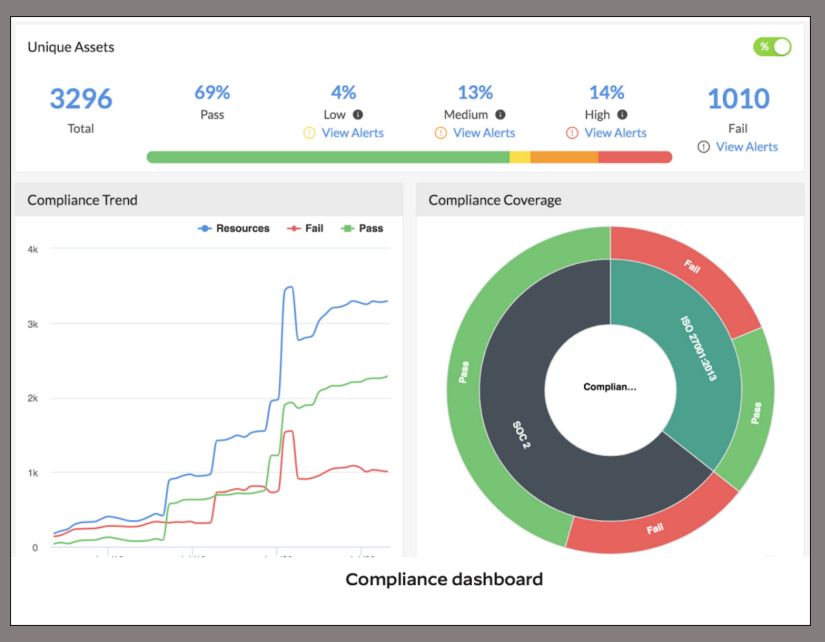 Unique Assets
%
3296
Total
69%
Pass
4%
Low
View Alerts
13%
Medium
View Alerts
14%
High
View Alerts
1010
Fail
View Alerts
Compliance Trend
Resources
Fail
Pass
4k
3k
2k
1k
0
Compliance Coverage
Fail
ISO 27001:2013
Pass
Complian...
Pass
SOC 2
Fail
Compliance dashboard